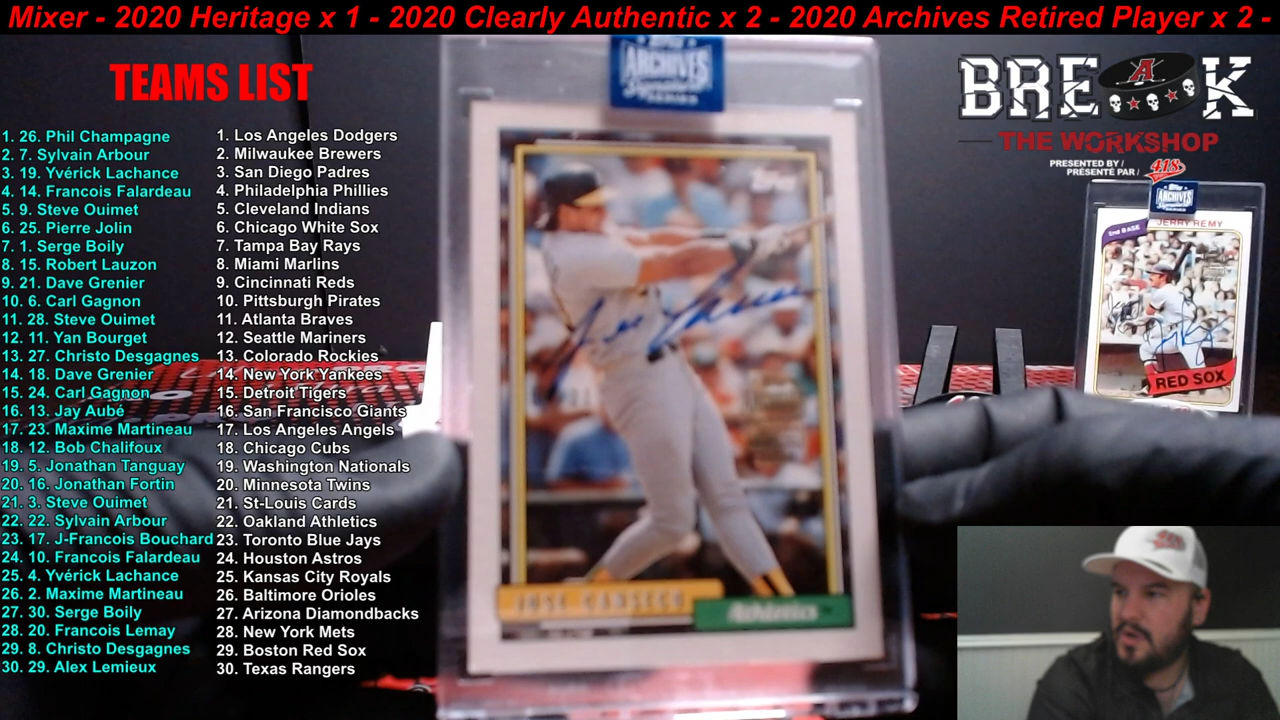 Mixer - 2020 Heritage x 1 - 2020 Clearly Authentic x 2 - 2020 Archives Retired Player x 2 -
TEAMS LIST
1. 26. Phil Champagne
2. 7. Sylvain Arbour
3. 19. Yvérick Lachance
4. 14. Francois Falardeau
5. 9. Steve Ouimet
6. 25. Pierre Jolin
7. 1. Serge Boily
8. 15. Robert Lauzon
9. 21. Dave Grenier
10. 6. Carl Gagnon
11. 28. Steve Ouimet
12. 11. Yan Bourget
13. 27. Christo Desgagnes
14. 18. Dave Grenier
15. 24. Carl Gagnon
16. 13. Jay Aubé
17. 23. Maxime Martineau
18. 12. Bob Chalifoux
19. 5. Jonathan Tanguay
20. 16. Jonathan Fortin
21. 3. Steve Ouimet
22. 22. Sylvain Arbour
23. 17. J-Francois Bouchard
24. 10. Francois Falardeau
25. 4. Yvérick Lachance
26. 2. Maxime Martineau
27. 30. Serge Boily
28. 20. Francois Lemay
29. 8. Christo Desgagnes
30. 29. Alex Lemieux
1. Los Angeles Dodgers
2. Milwaukee Brewers
3. San Diego Padres
4. Philadelphia Phillies
5. Cleveland Indians
6. Chicago White Sox
7. Tampa Bay Rays
8. Miami Marlins
9. Cincinnati Reds
10. Pittsburgh Pirates
11. Atlanta Braves
12. Seattle Mariners
13. Colorado Rockies
14. New York Yankees
15. Detroit Tigers
16. San Francisco Giants
17. Los Angeles Angels
18. Chicago Cubs
19. Washington Nationals
20. Minnesota Twins
21. St-Louis Cards
22. Oakland Athletics
23. Toronto Blue Jays
24. Houston Astros
25. Kansas City Royals
26. Baltimore Orioles
27. Arizona Diamondbacks
28. New York Mets
29. Boston Red Sox
30. Texas Rangers
Topps
ARCHIVES
Signature
SERIES
Topps
JOSE CANSECO
Athletics
BREAK
THE WORKSHOP
PRESENTED BY /
PRÉSENTÉ PAR /
418
ARCHIVES
JERRY REMY
2nd BASE
RED SOX